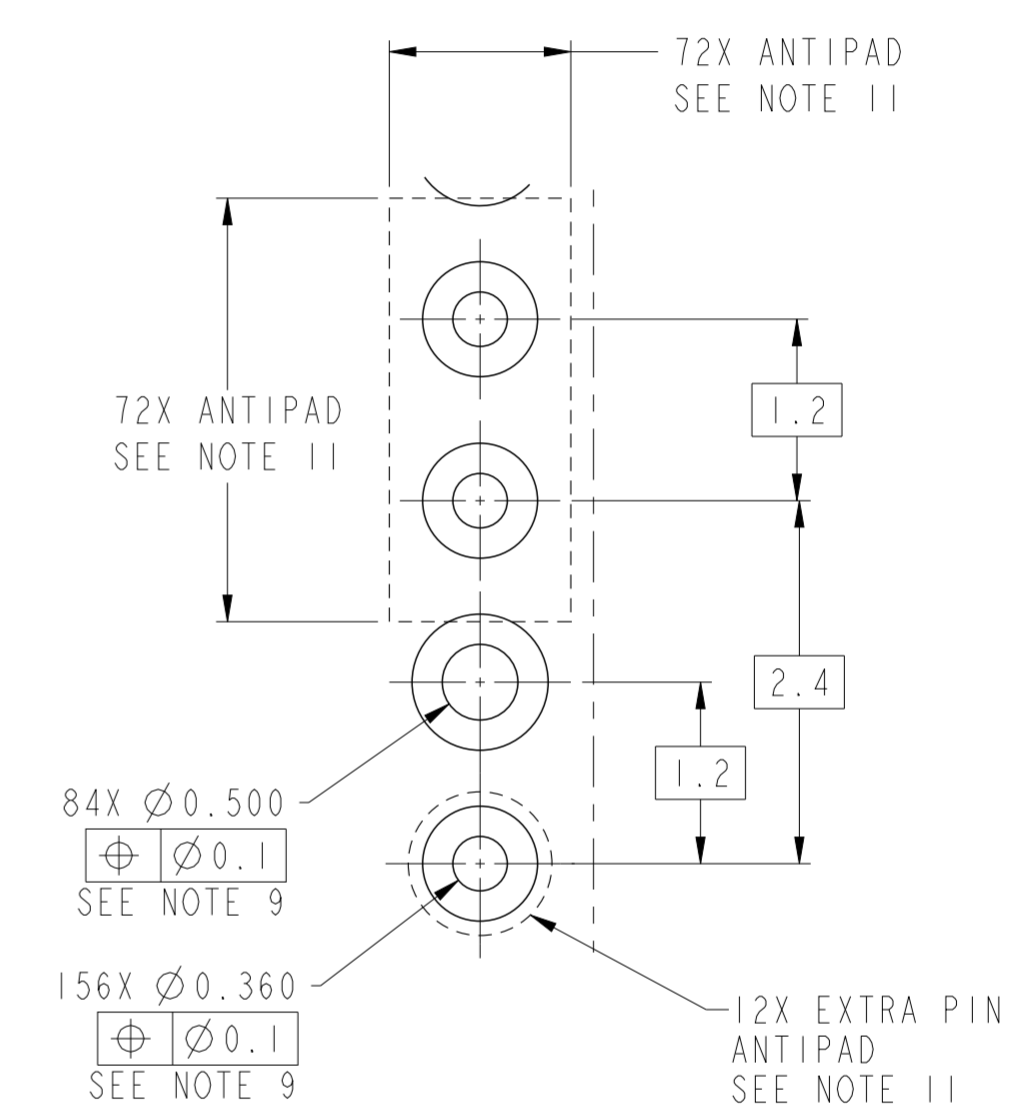 72X ANTIPAD
SEE NOTE 11
72X ANTIPAD
SEE NOTE 11
1.2
2.4
1.2
84X Ø0.500
⌖ Ø0.1
SEE NOTE 9
156X Ø0.360
⌖ Ø0.1
SEE NOTE 9
12X EXTRA PIN
ANTIPAD
SEE NOTE 11